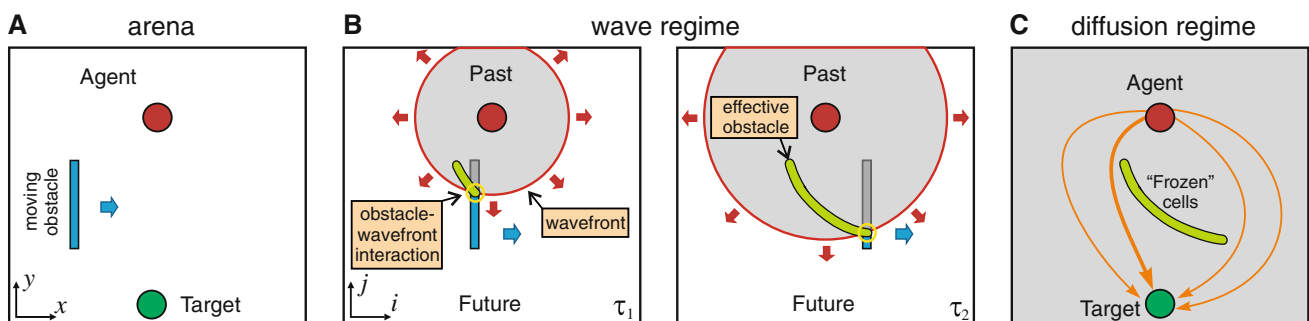 A
arena
Agent
moving
obstacle
y
x
Target
B
wave regime
Past
obstacle-
wavefront
interaction
wavefront
j
i
Future
τ1
Past
effective
obstacle
Future
τ2
C
diffusion regime
Agent
“Frozen”
cells
Target